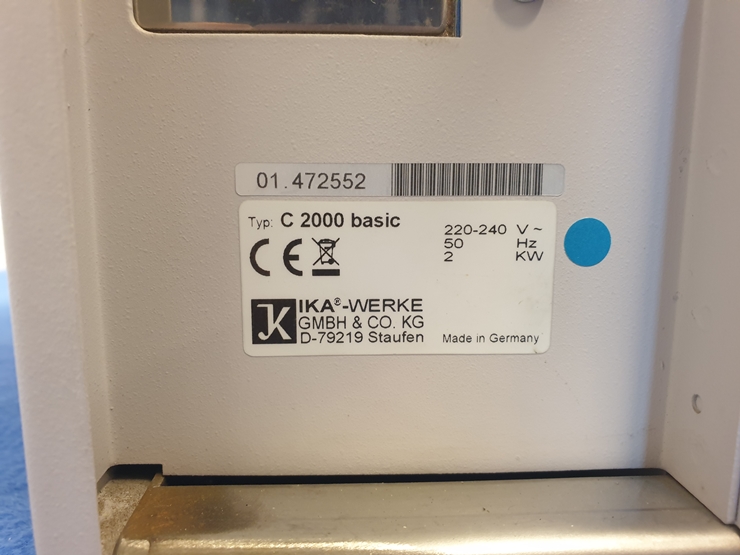 01.472552
Typ: C 2000 basic
220-240 V ~
50 Hz
2 KW
CE
IKA®-WERKE
GMBH & CO. KG
D-79219 Staufen
Made in Germany